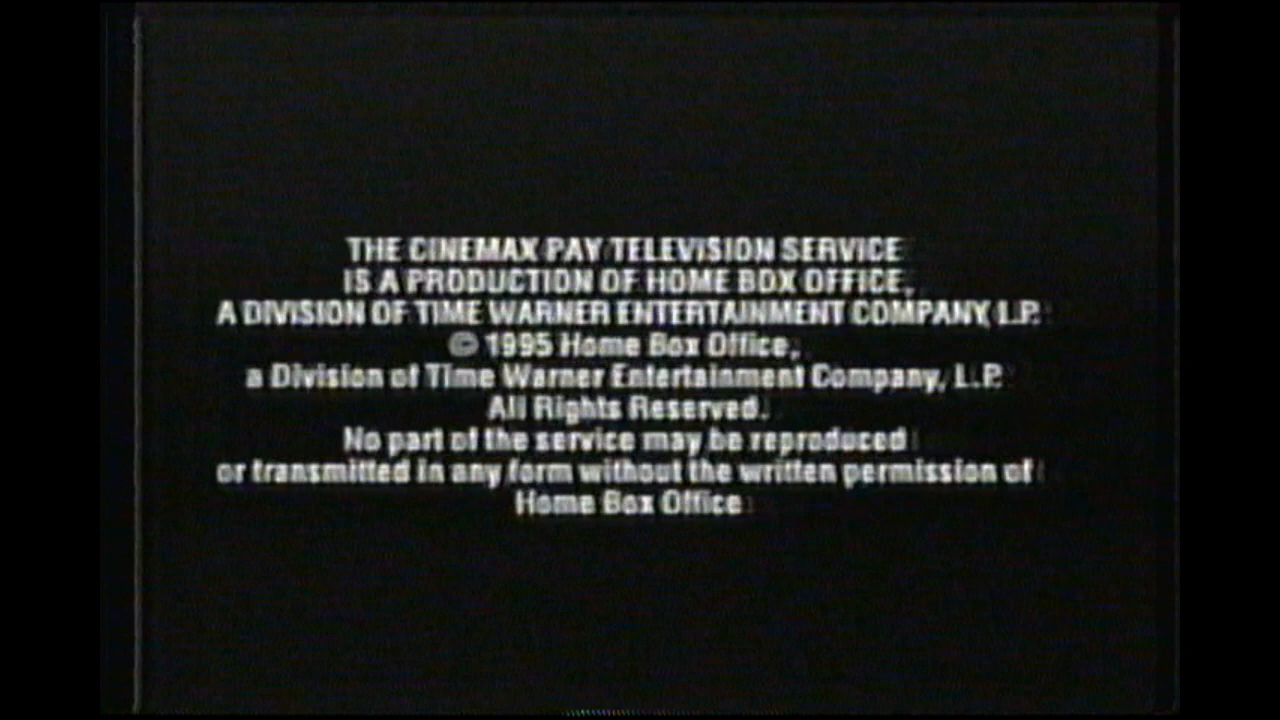 THE CINEMAX PAY TELEVISION SERVICE
IS A PRODUCTION OF HOME BOX OFFICE,
A DIVISION OF TIME WARNER ENTERTAINMENT COMPANY, L.P.
© 1995 Home Box Office,
a Division of Time Warner Entertainment Company, L.P.
All Rights Reserved.
No part of the service may be reproduced
or transmitted in any form without the written permission of
Home Box Office